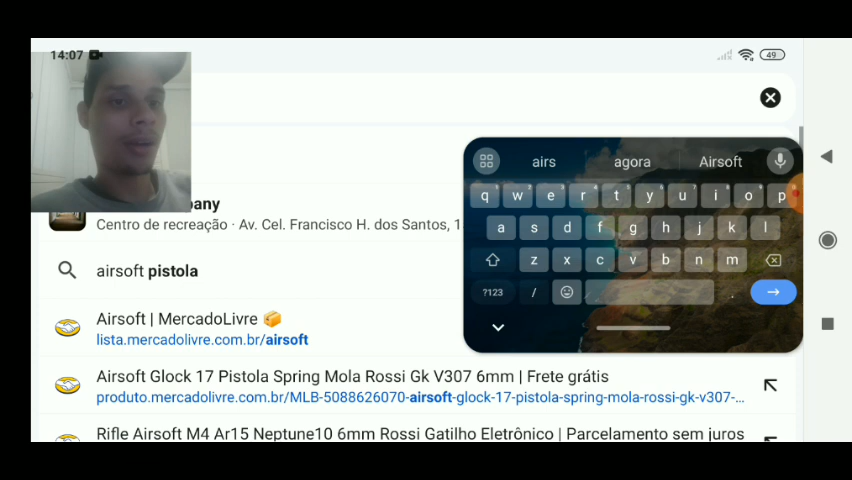 14:07
49
airs agora Airsoft
pany
Centro de recreação · Av. Cel. Francisco H. dos Santos, 1
airsoft pistola
Airsoft | MercadoLivre 📦
lista.mercadolivre.com.br/airsoft
Airsoft Glock 17 Pistola Spring Mola Rossi Gk V307 6mm | Frete grátis
produto.mercadolivre.com.br/MLB-5088626070-airsoft-glock-17-pistola-spring-mola-rossi-gk-v307-...
Rifle Airsoft M4 Ar15 Neptune10 6mm Rossi Gatilho Eletrônico | Parcelamento sem juros
q w e r t y u i o p
a s d f g h j k l
z x c v b n m
?123 / .